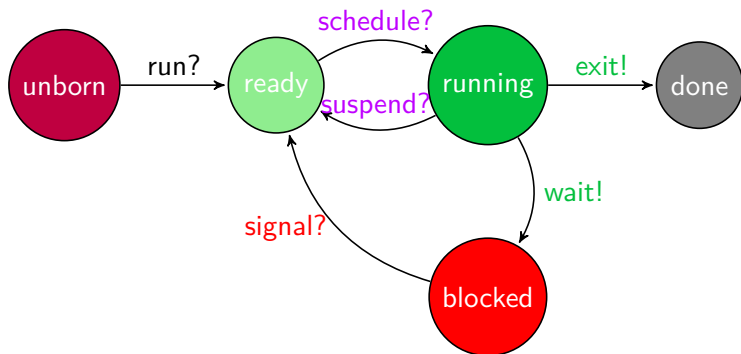 schedule?
unborn
run?
ready
running
exit!
done
suspend?
wait!
signal?
blocked